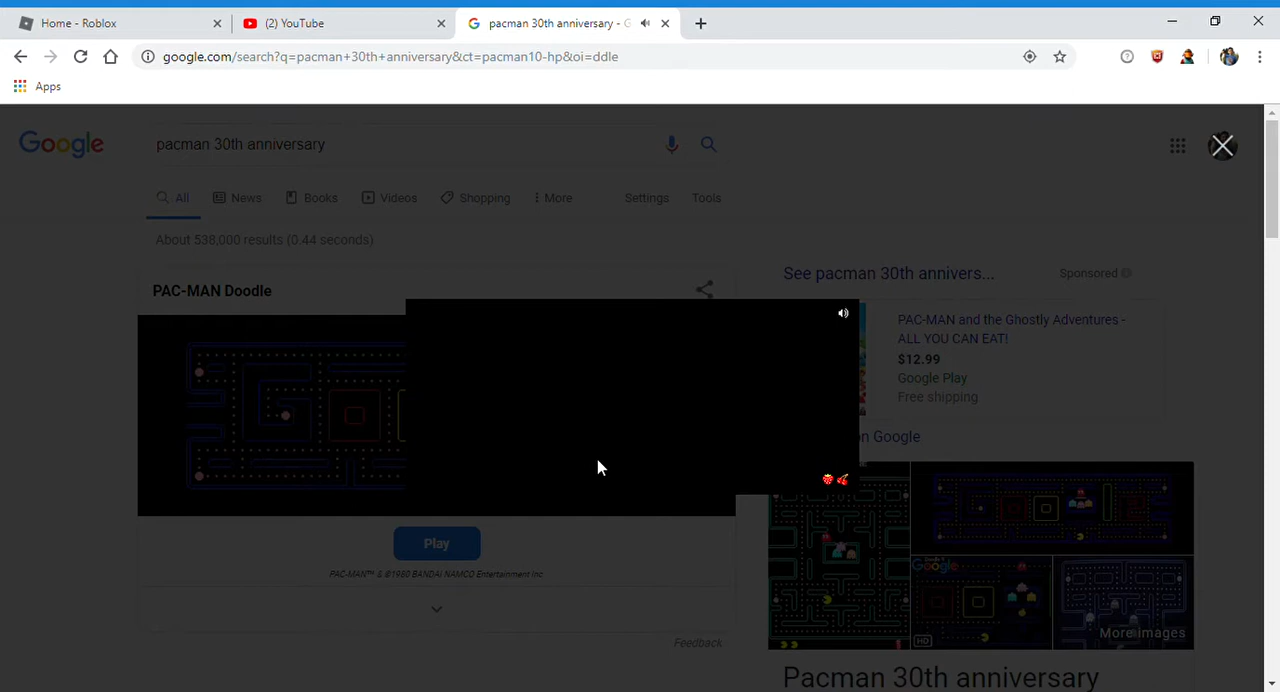 Home - Roblox
(2) YouTube
pacman 30th anniversary - G
google.com/search?q=pacman+30th+anniversary&ct=pacman10-hp&oi=ddle
Apps
Google
pacman 30th anniversary
All
News
Books
Videos
Shopping
More
Settings
Tools
About 538,000 results (0.44 seconds)
PAC-MAN Doodle
See pacman 30th annivers...
Sponsored
PAC-MAN and the Ghostly Adventures -
ALL YOU CAN EAT!
$12.99
Google Play
Free shipping
on Google
Play
PAC-MAN™ & ©1980 BANDAI NAMCO Entertainment Inc
Feedback
Google
HD
More images
Pacman 30th anniversary